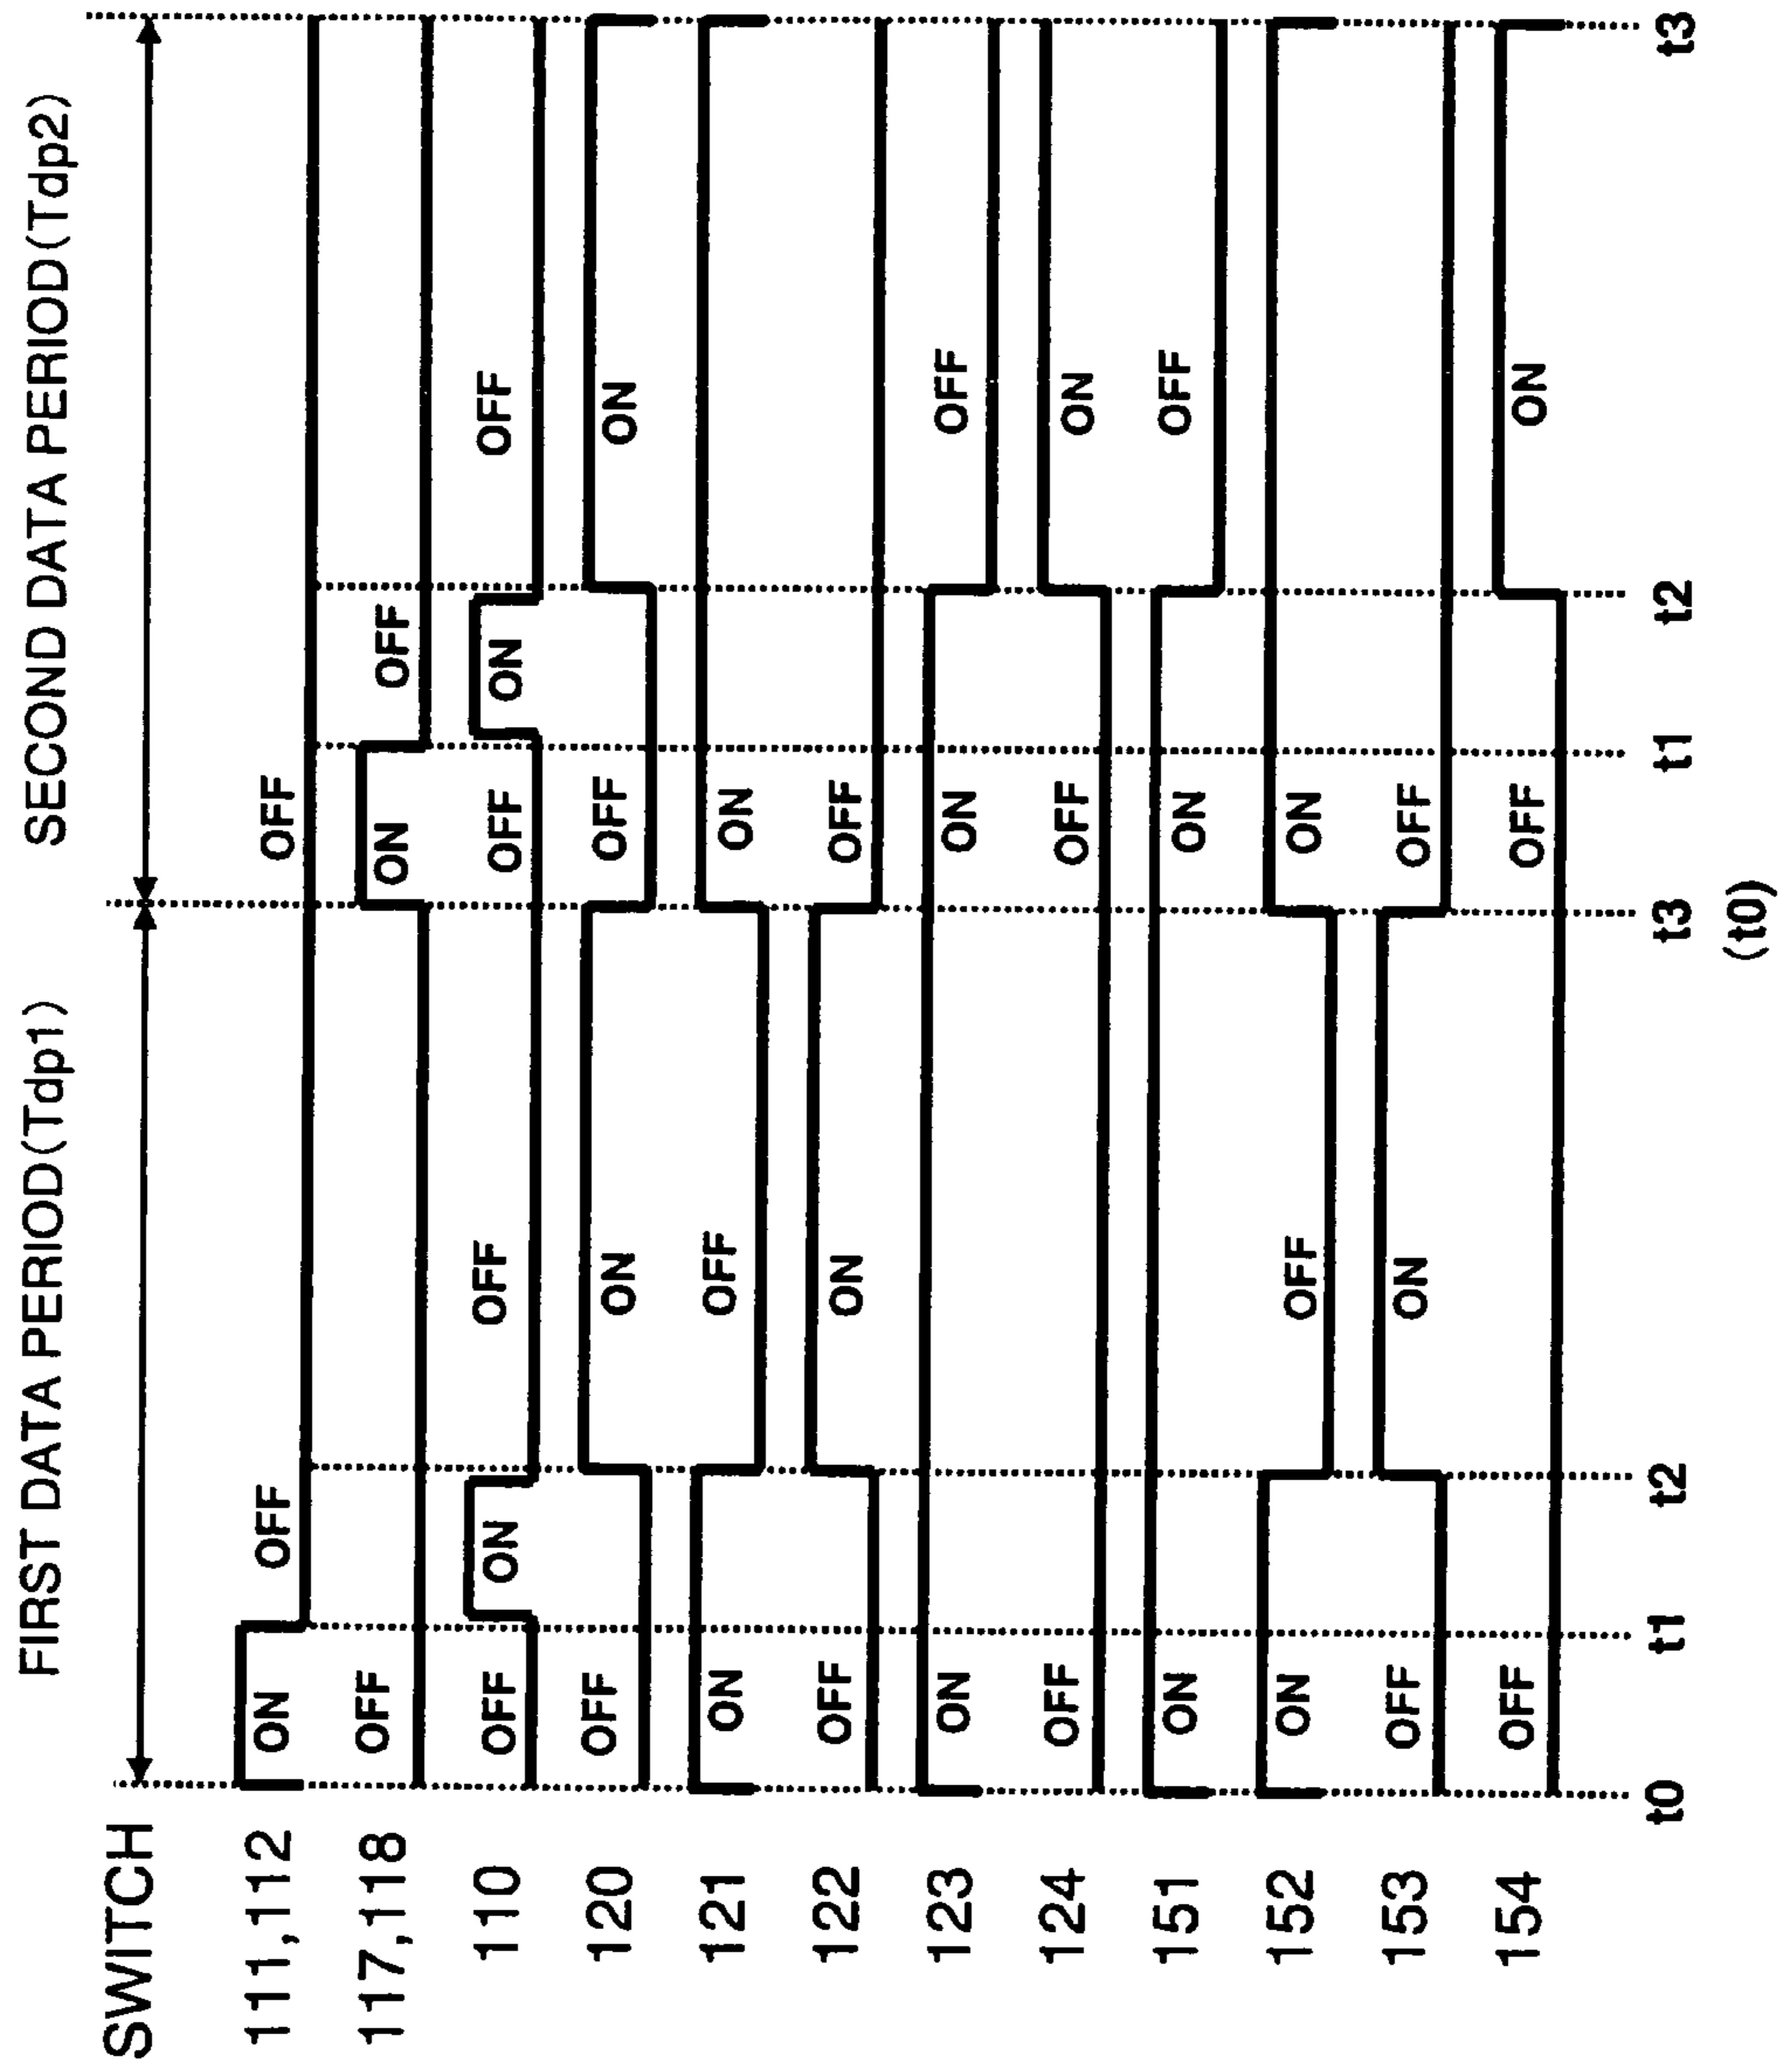 FIRST DATA PERIOD(Tdp1) SECOND DATA PERIOD(Tdp2)
SWITCH
111,112 ON OFF OFF
117,118 OFF ON OFF
110 OFF ON OFF OFF ON OFF
120 OFF ON OFF ON
121 ON OFF ON
122 OFF ON OFF
123 ON ON OFF
124 OFF OFF ON
151 ON ON OFF
152 ON OFF ON
153 OFF ON OFF
154 OFF OFF ON
t0 t1 t2 t3 t1 t2 t3
(t0)